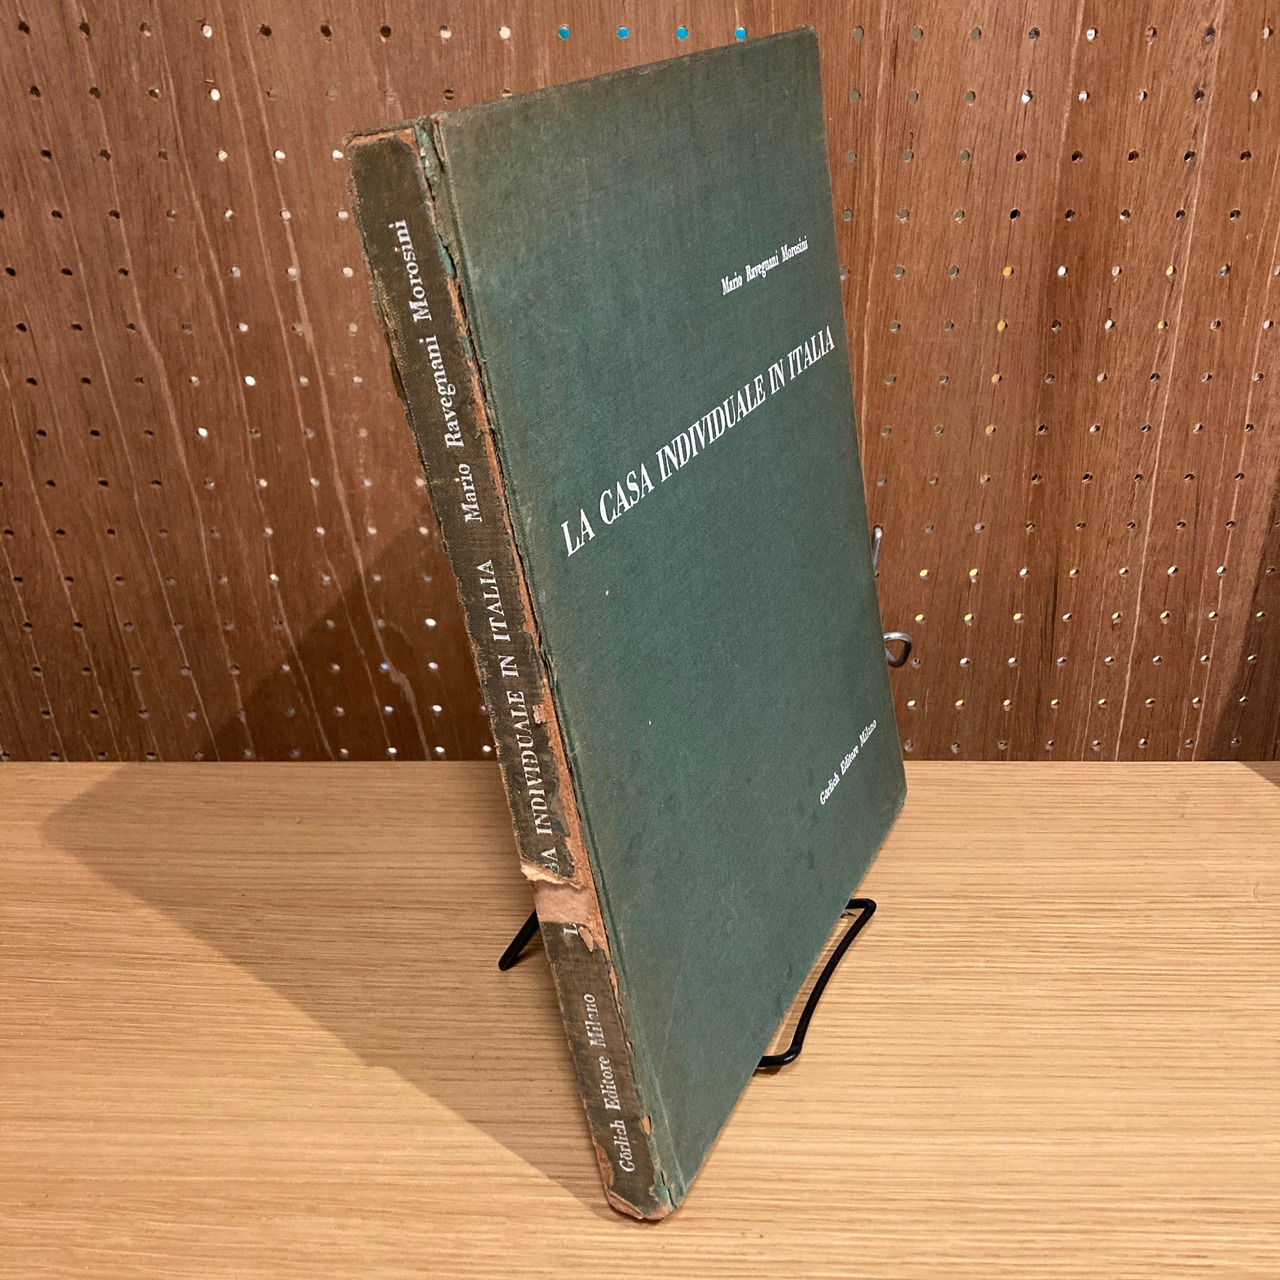 Mario Ravegnani Morosini
LA CASA INDIVIDUALE IN ITALIA
Görlich Editore Milano
Görlich Editore Milano
INDIVIDUALE IN ITALIA Mario Ravegnani Morosini